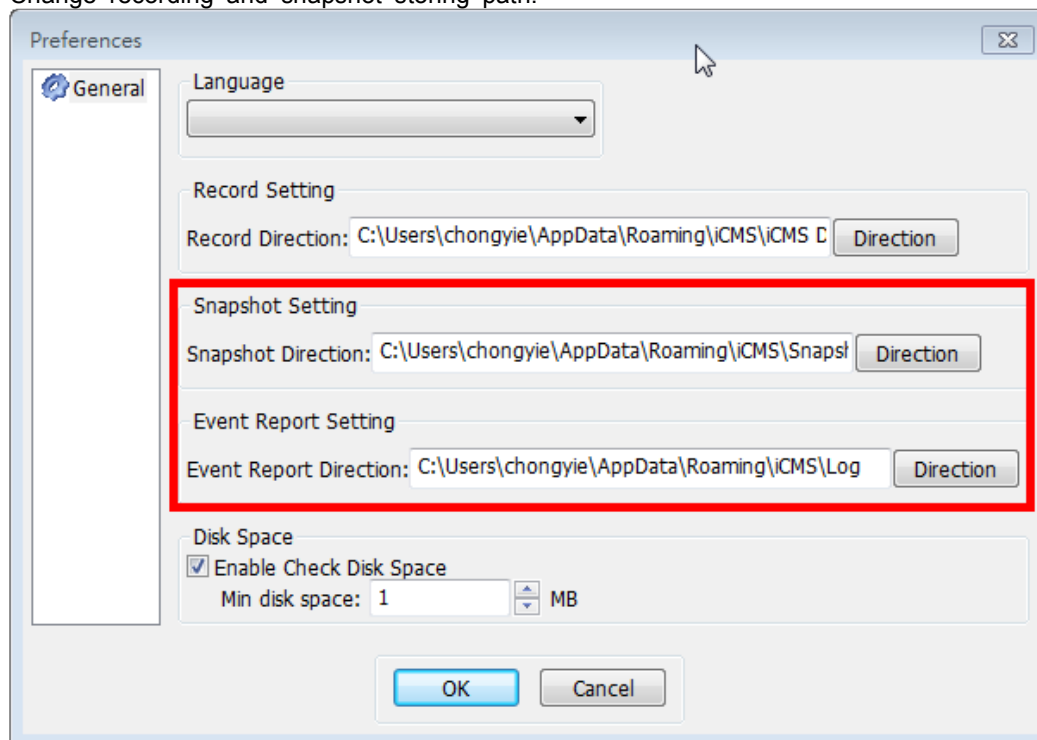 Change recording and snapshot storing path.
Preferences
General
Language
Record Setting
Record Direction: C:\Users\chongyie\AppData\Roaming\iCMS\iCMS D Direction
Snapshot Setting
Snapshot Direction: C:\Users\chongyie\AppData\Roaming\iCMS\Snapsh Direction
Event Report Setting
Event Report Direction: C:\Users\chongyie\AppData\Roaming\iCMS\Log Direction
Disk Space
Enable Check Disk Space
Min disk space: 1 MB
OK Cancel